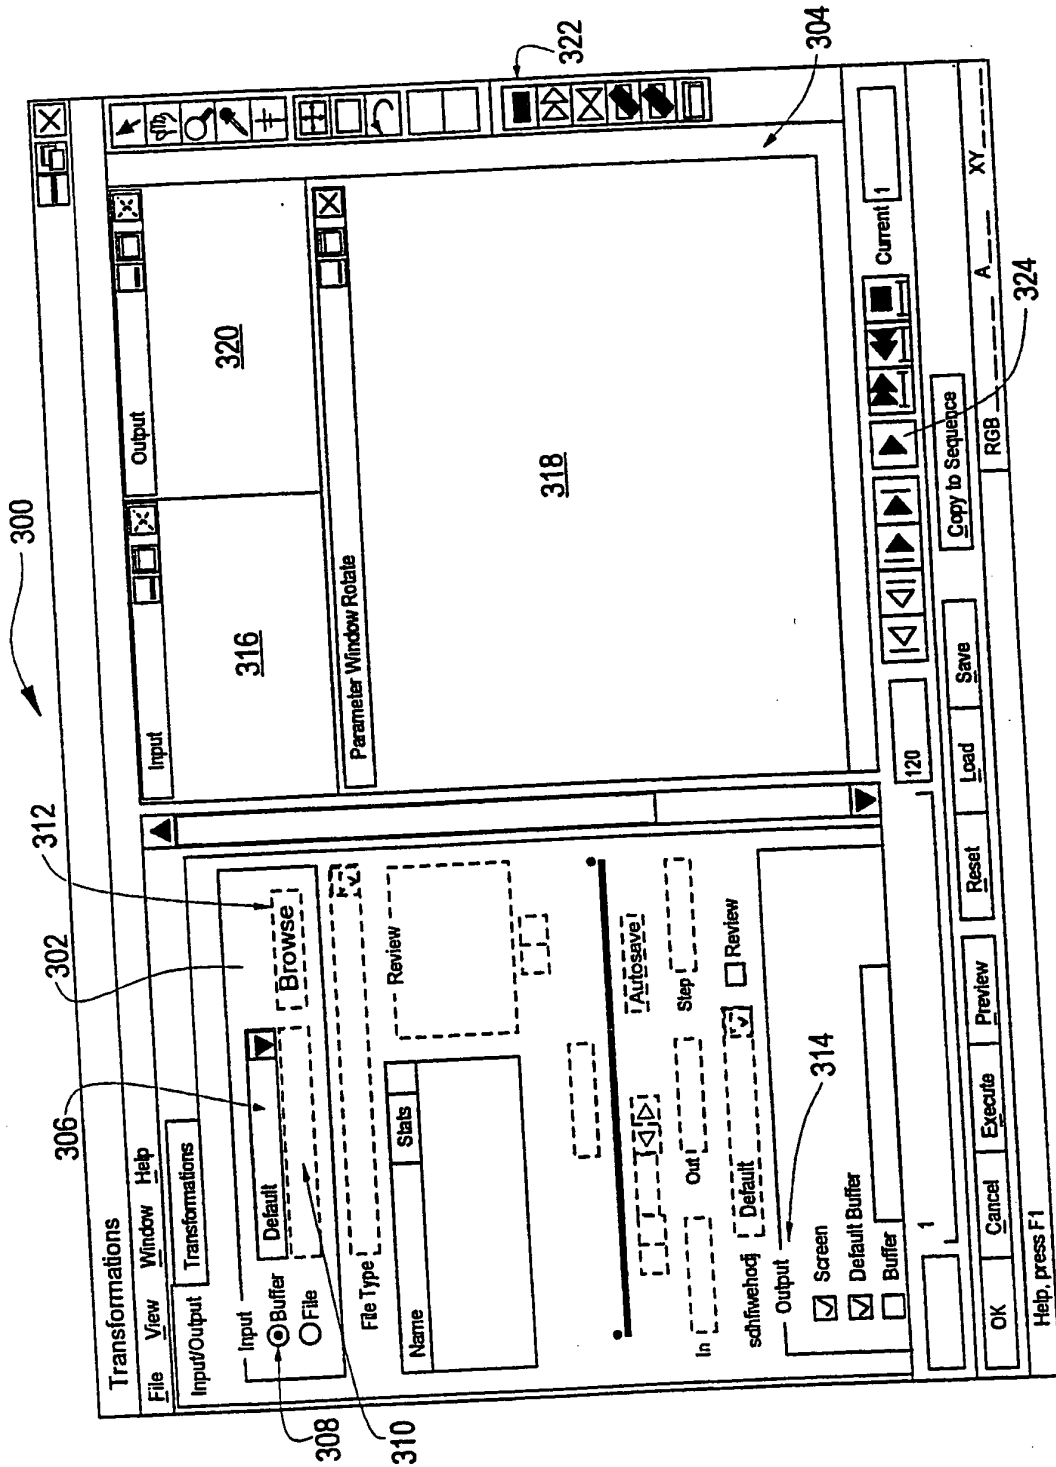 300
Transformations
File View Window Help
302
312
306
Input/Output Transformations
Input
Buffer Default
File Browse
308
310
File Type
Name Stats
Review
Autosave
In Out Step
sdhfiwehodj Default Review
Output
314
Screen
Default Buffer
Buffer
Input
316
Output
320
Parameter Window Rotate
318
322
304
1
120
Current 1
324
OK Cancel Execute Preview Reset Load Save Copy to Sequence
Help, press F1
RGB A XY